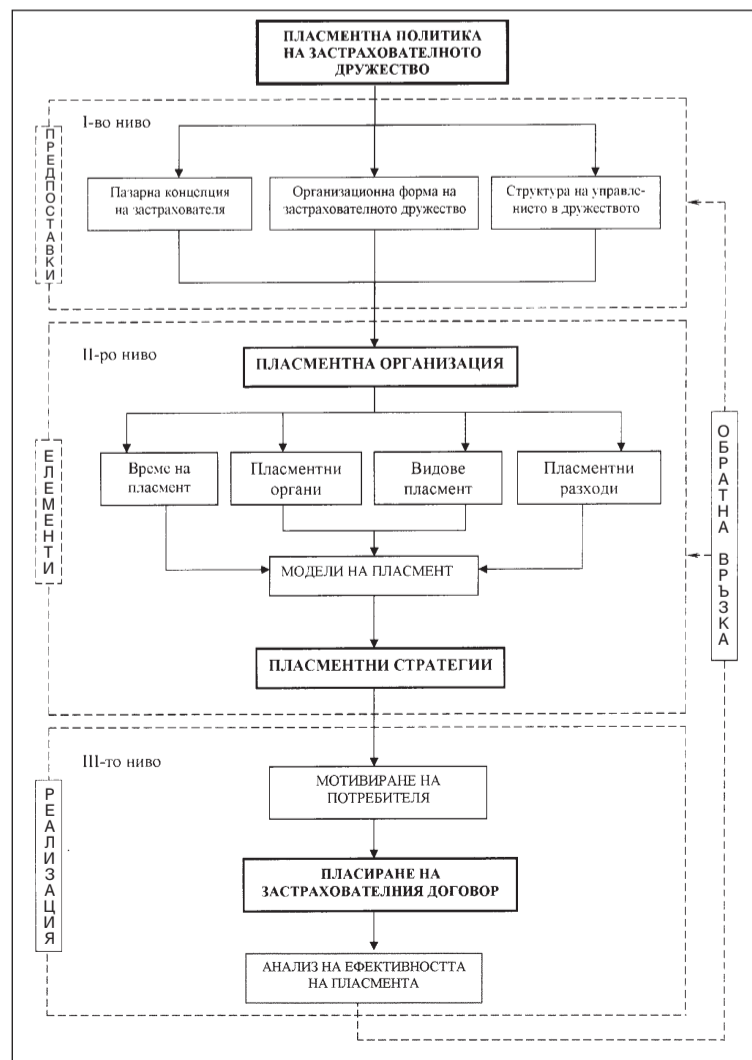 ПЛАСМЕНТНА ПОЛИТИКА
НА ЗАСТРАХОВАТЕЛНОТО
ДРУЖЕСТВО
ПРЕДПОСТАВКИ
I-во ниво
Пазарна концепция
на застрахователя
Организационна форма на
застрахователното дружество
Структура на управле-
нието в дружеството
ЕЛЕМЕНТИ
II-ро ниво
ПЛАСМЕНТНА ОРГАНИЗАЦИЯ
Време на
пласмент
Пласментни
органи
Видове
пласмент
Пласментни
разходи
МОДЕЛИ НА ПЛАСМЕНТ
ПЛАСМЕНТНИ СТРАТЕГИИ
ОБРАТНА ВРЪЗКА
РЕАЛИЗАЦИЯ
III-то ниво
МОТИВИРАНЕ НА
ПОТРЕБИТЕЛЯ
ПЛАСИРАНЕ НА
ЗАСТРАХОВАТЕЛНИЯ ДОГОВОР
АНАЛИЗ НА ЕФЕКТИВНОСТТА
НА ПЛАСМЕНТА